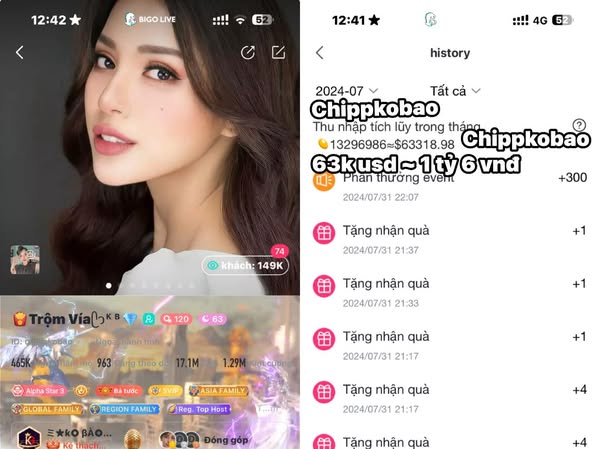 12:42
BIGO LIVE
52
74
khách: 149K
Trộm Vía
K B
120
63
465K
963
17.1M
1.29M
Alpha Star 3
Bá tước
SVIP
ASIA FAMILY
GLOBAL FAMILY
REGION FAMILY
Reg. Top Host
Kẻ thách...
Đóng góp
12:41
4G
52
history
2024-07
Tất cả
Chippkobao
Thu nhập tích lũy trong tháng
?
13296986≈$63318.98
Chippkobao
63k usd ~ 1 tỷ 6 vnđ
Phần thưởng event
+300
2024/07/31 22:07
Tặng nhận quà
+1
2024/07/31 21:37
Tặng nhận quà
+1
2024/07/31 21:33
Tặng nhận quà
+1
2024/07/31 21:17
Tặng nhận quà
+4
2024/07/31 21:17
Tặng nhận quà
+4